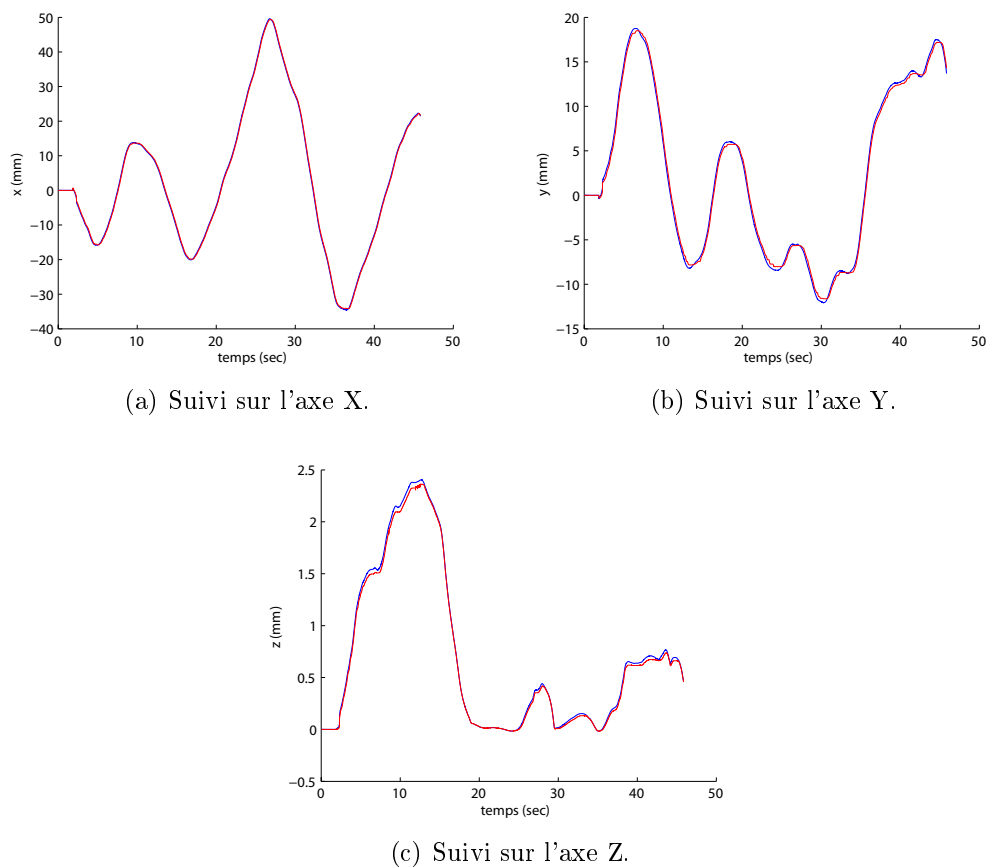 50
40
30
20
10
0
−10
−20
−30
−40
x (mm)
0 10 20 30 40 50
temps (sec)
(a) Suivi sur l'axe X.
20
15
10
5
0
−5
−10
−15
y (mm)
0 10 20 30 40 50
temps (sec)
(b) Suivi sur l'axe Y.
2.5
2
1.5
1
0.5
0
−0.5
z (mm)
0 10 20 30 40 50
temps (sec)
(c) Suivi sur l'axe Z.